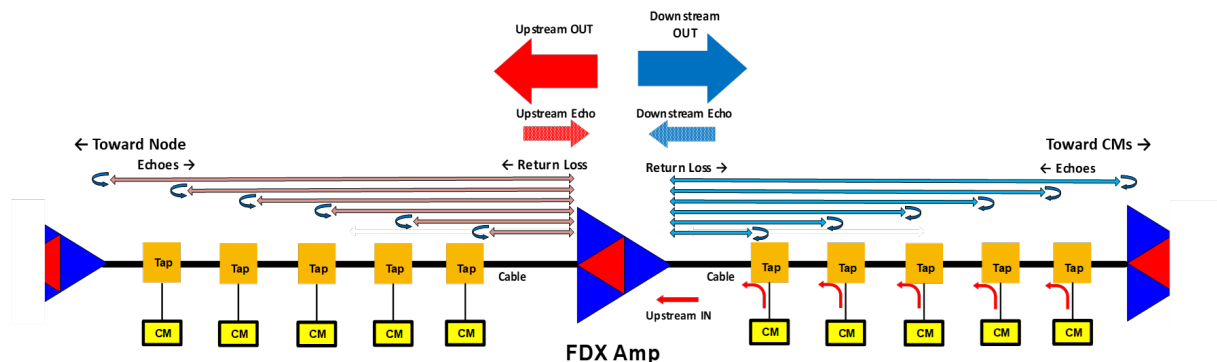 Upstream OUT
Downstream
OUT
Upstream Echo
Downstream Echo
← Toward Node
Toward CMs →
Echoes →
← Return Loss
Return Loss →
← Echoes
Tap
Tap
Tap
Tap
Tap
Cable
Cable
Tap
Tap
Tap
Tap
Tap
Upstream IN
CM
CM
CM
CM
CM
CM
CM
CM
CM
CM
FDX Amp